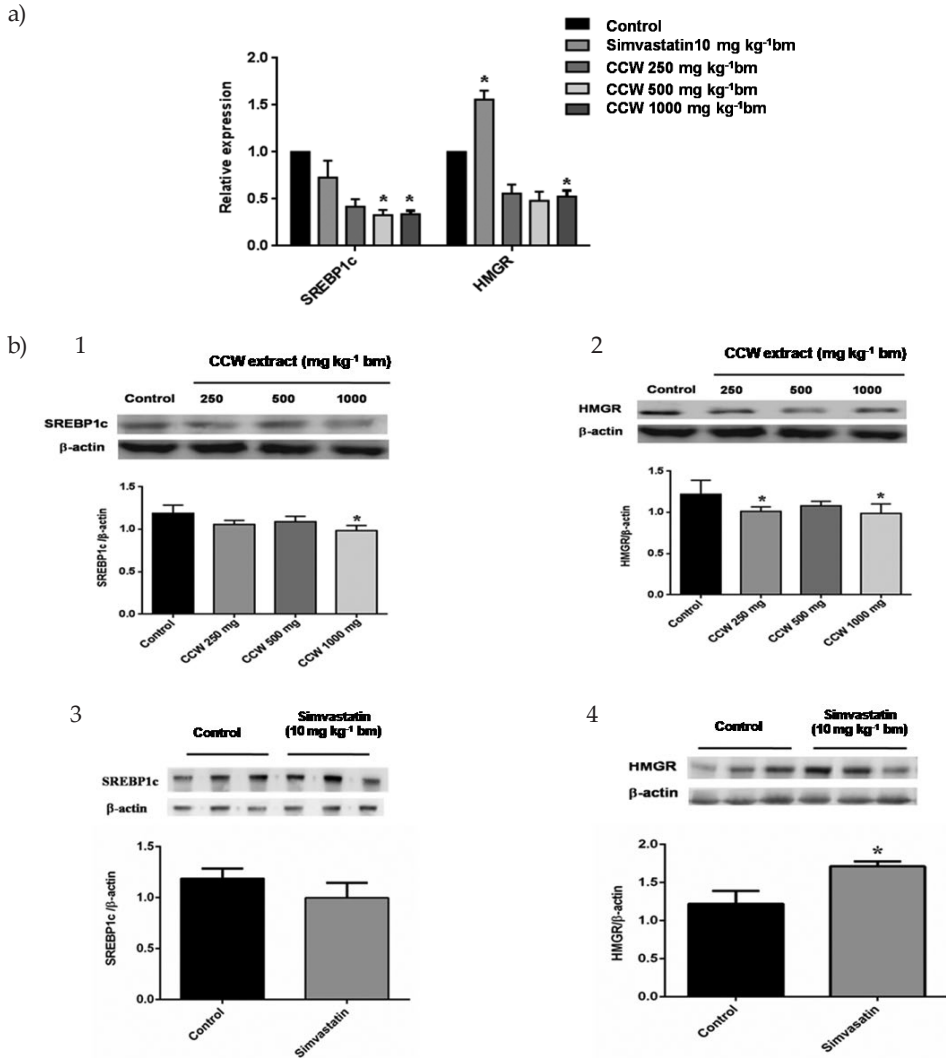 a)
Control
Simvastatin10 mg kg⁻¹bm
CCW 250 mg kg⁻¹bm
CCW 500 mg kg⁻¹bm
CCW 1000 mg kg⁻¹bm
Relative expression
2.0
1.5
1.0
0.5
0.0
*
* *
*
SREBP1c
HMGR
b) 1
CCW extract (mg kg⁻¹ bm)
Control 250 500 1000
SREBP1c
β-actin
SREBP1c /β-actin
1.5
1.0
0.5
0.0
*
Control
CCW 250 mg
CCW 500 mg
CCW 1000 mg
2
CCW extract (mg kg⁻¹ bm)
Control 250 500 1000
HMGR
β-actin
HMGR/β-actin
1.5
1.0
0.5
0.0
* *
Control
CCW 250 mg
CCW 500 mg
CCW 1000 mg
3
Control
Simvastatin
(10 mg kg⁻¹ bm)
SREBP1c
β-actin
SREBP1c /β-actin
1.5
1.0
0.5
0.0
Control
Simvastatin
4
Control
Simvastatin
(10 mg kg⁻¹ bm)
HMGR
β-actin
HMGR/β-actin
2.0
1.5
1.0
0.5
0.0
*
Control
Simvasatin